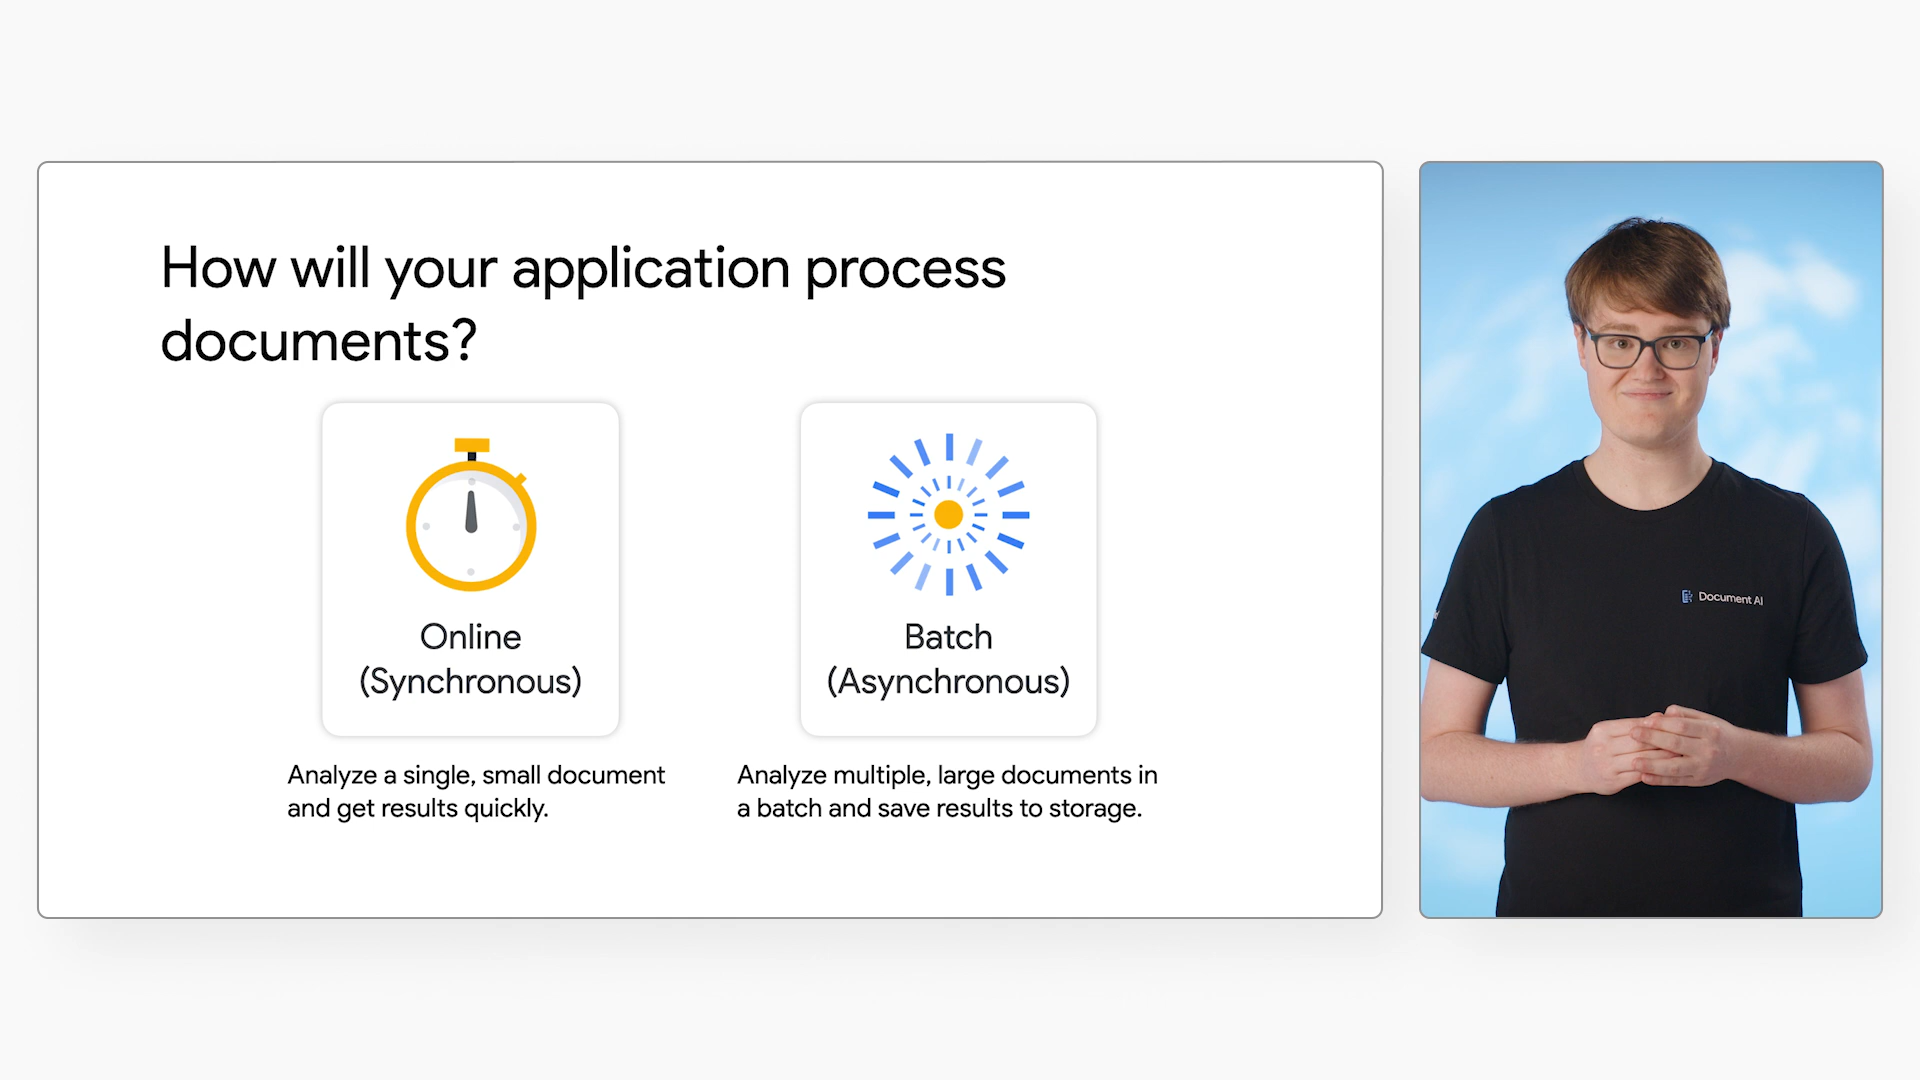 How will your application process
documents?
Online
(Synchronous)
Batch
(Asynchronous)
Analyze a single, small document
and get results quickly.
Analyze multiple, large documents in
a batch and save results to storage.
Document AI